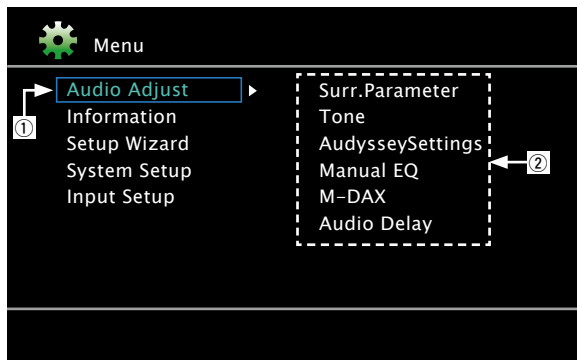 Menu
① Audio Adjust
Information
Setup Wizard
System Setup
Input Setup
Surr.Parameter
Tone
AudysseySettings
Manual EQ
M-DAX
Audio Delay
②